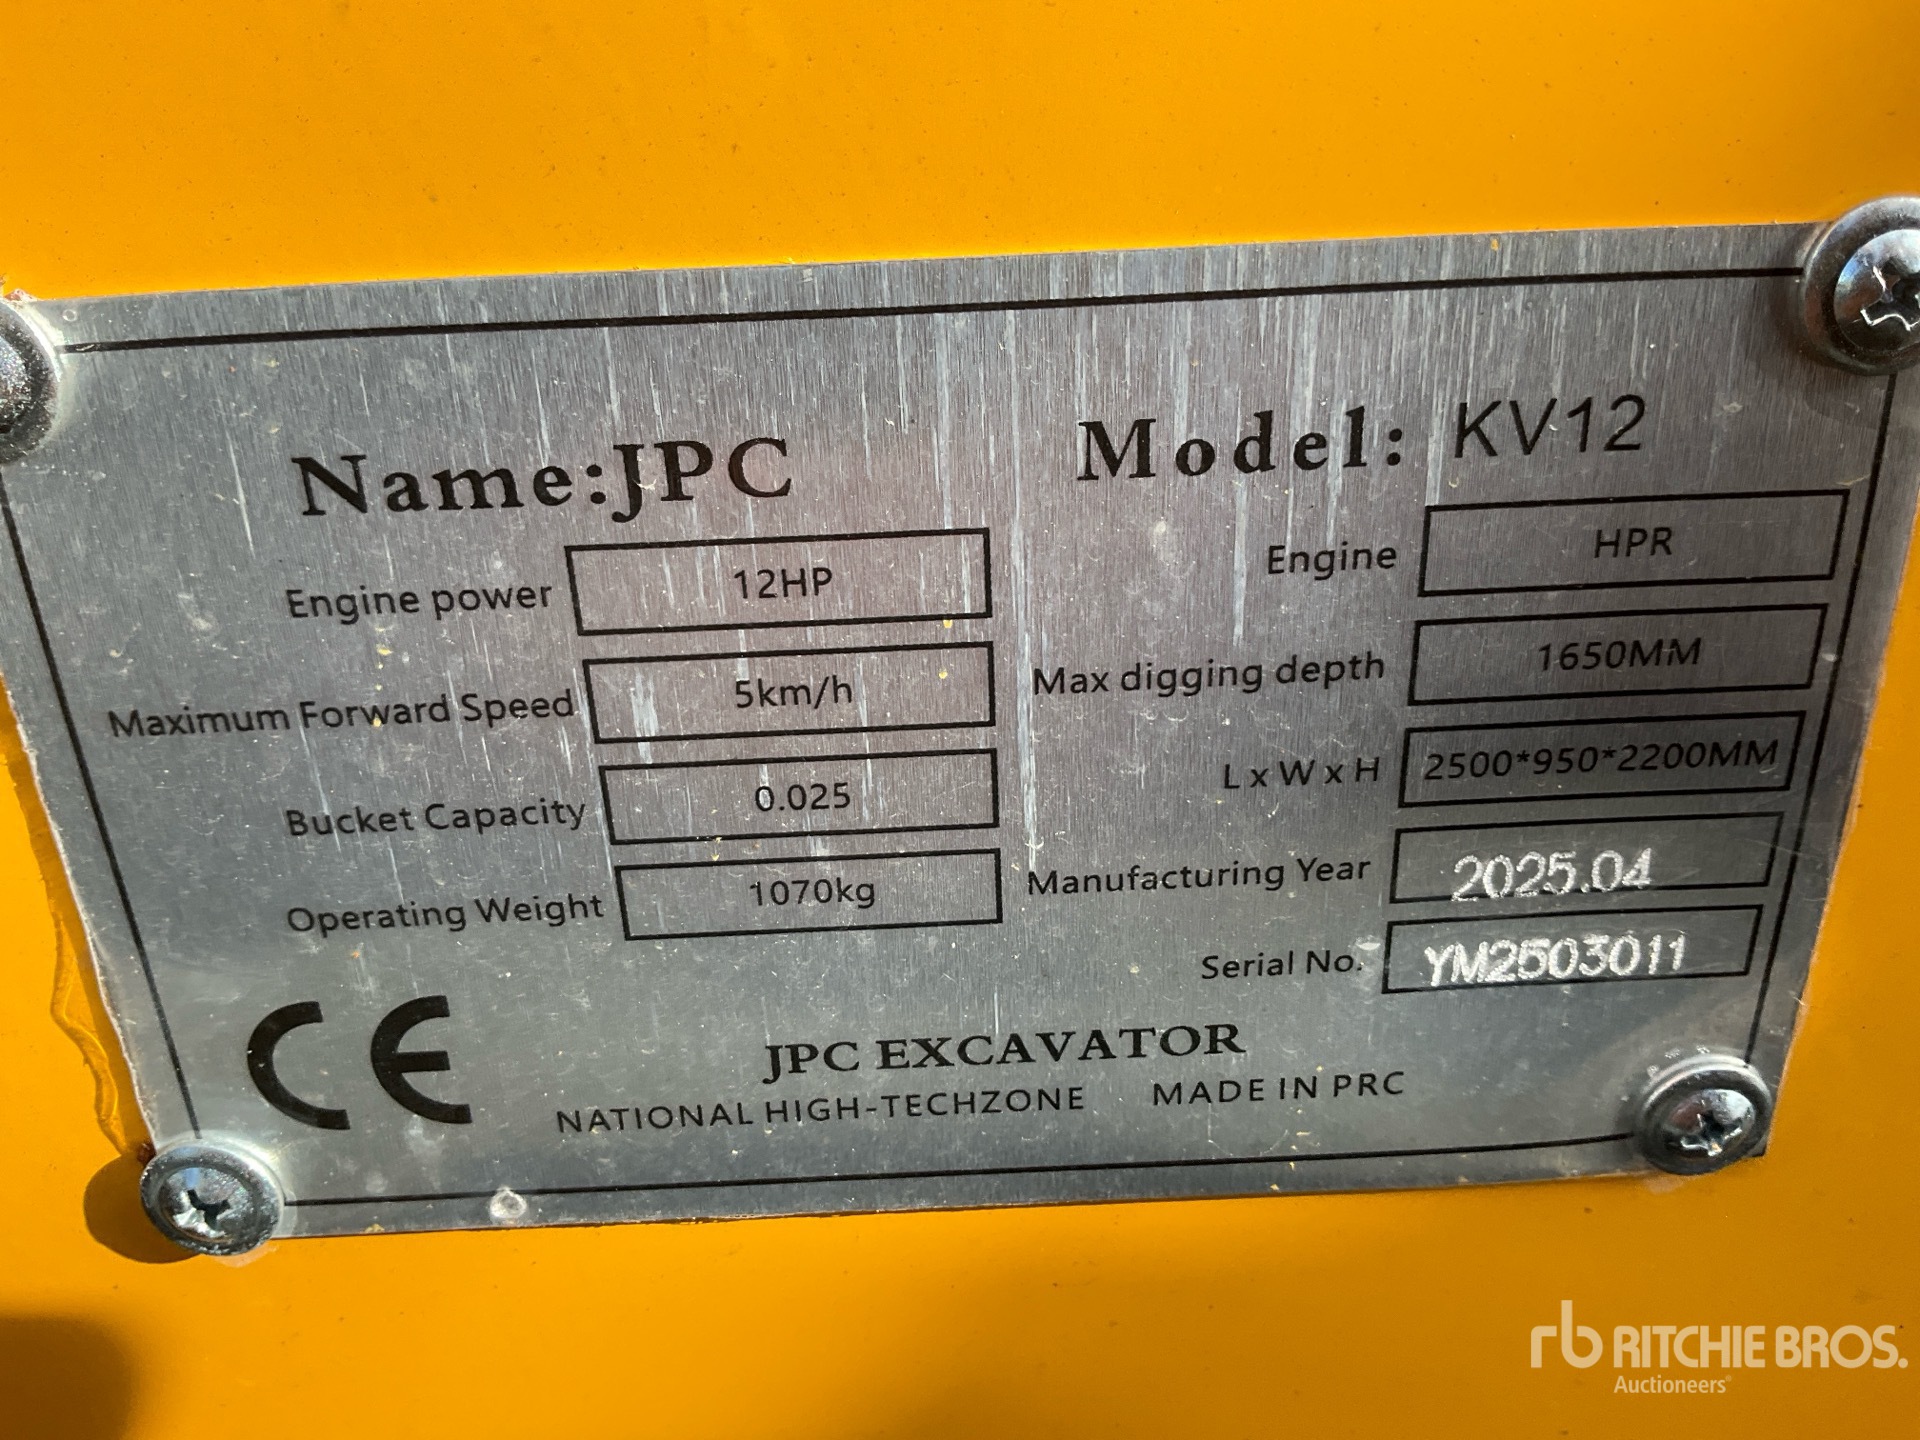 Name:JPC
Model: KV12
Engine power 12HP
Engine HPR
Maximum Forward Speed 5km/h
Max digging depth 1650MM
Bucket Capacity 0.025
L x W x H 2500*950*2200MM
Operating Weight 1070kg
Manufacturing Year 2025.04
Serial No. YM2503011
CE
JPC EXCAVATOR
NATIONAL HIGH-TECHZONE MADE IN PRC
rb RITCHIE BROS.
Auctioneers